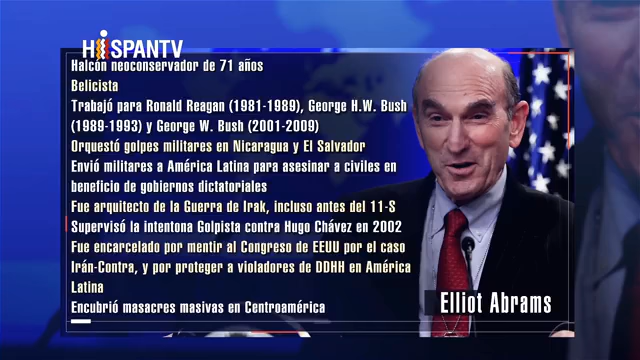 HISPANTV
Halcón neoconservador de 71 años
Belicista
Trabajó para Ronald Reagan (1981-1989), George H.W. Bush
(1989-1993) y George W. Bush (2001-2009)
Orquestó golpes militares en Nicaragua y El Salvador
Envió militares a América Latina para asesinar a civiles en
beneficio de gobiernos dictatoriales
Fue arquitecto de la Guerra de Irak, incluso antes del 11-S
Supervisó la intentona Golpista contra Hugo Chávez en 2002
Fue encarcelado por mentir al Congreso de EEUU por el caso
Irán-Contra, y por proteger a violadores de DDHH en América
Latina
Encubrió masacres masivas en Centroamérica
Elliot Abrams